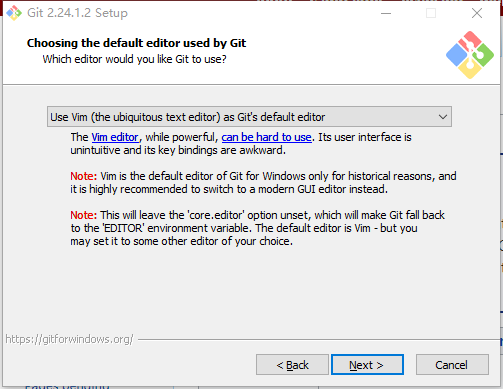 Git 2.24.1.2 Setup
Choosing the default editor used by Git
Which editor would you like Git to use?
Use Vim (the ubiquitous text editor) as Git's default editor
The Vim editor, while powerful, can be hard to use. Its user interface is
unintuitive and its key bindings are awkward.
Note: Vim is the default editor of Git for Windows only for historical reasons, and
it is highly recommended to switch to a modern GUI editor instead.
Note: This will leave the 'core.editor' option unset, which will make Git fall back
to the 'EDITOR' environment variable. The default editor is Vim - but you
may set it to some other editor of your choice.
https://gitforwindows.org/
< Back
Next >
Cancel
Pages pending